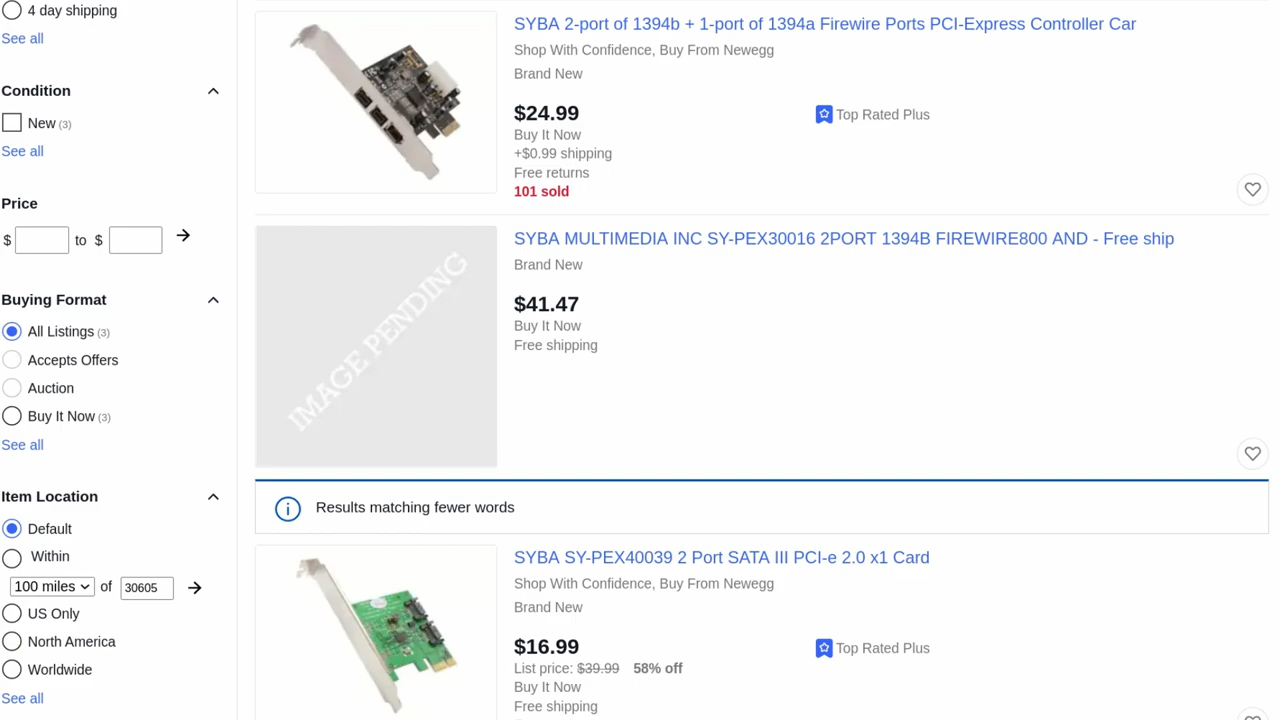 4 day shipping
See all
Condition
New (3)
See all
Price
$ to $
Buying Format
All Listings (3)
Accepts Offers
Auction
Buy It Now (3)
See all
Item Location
Default
Within
100 miles of 30605
US Only
North America
Worldwide
See all
SYBA 2-port of 1394b + 1-port of 1394a Firewire Ports PCI-Express Controller Car
Shop With Confidence, Buy From Newegg
Brand New
$24.99
Top Rated Plus
Buy It Now
+$0.99 shipping
Free returns
101 sold
IMAGE PENDING
SYBA MULTIMEDIA INC SY-PEX30016 2PORT 1394B FIREWIRE800 AND - Free ship
Brand New
$41.47
Buy It Now
Free shipping
Results matching fewer words
SYBA SY-PEX40039 2 Port SATA III PCI-e 2.0 x1 Card
Shop With Confidence, Buy From Newegg
Brand New
$16.99
Top Rated Plus
List price: $39.99 58% off
Buy It Now
Free shipping